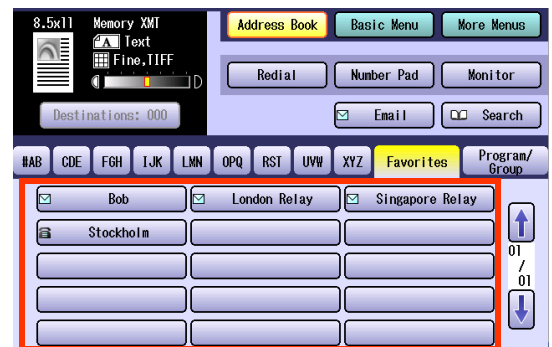 8.5x11 Memory XMT
A Text
Fine,TIFF
D
Destinations: 000
Address Book Basic Menu More Menus
Redial Number Pad Monitor
Email Search
#AB CDE FGH IJK LMN OPQ RST UVW XYZ Favorites Program/
Group
Bob London Relay Singapore Relay
Stockholm
01
/
01